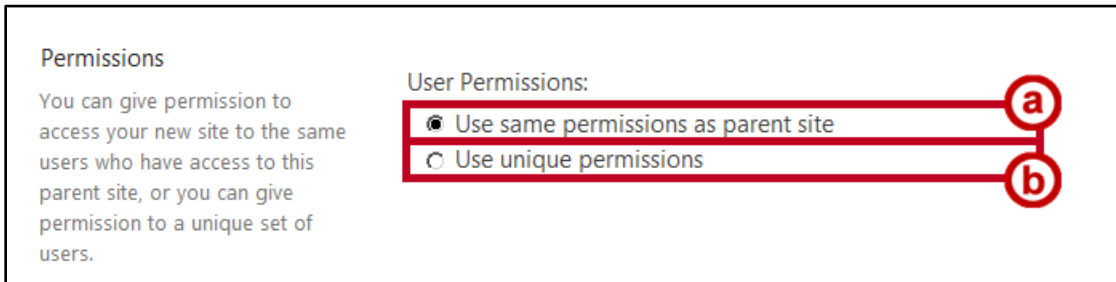 Permissions
You can give permission to
access your new site to the same
users who have access to this
parent site, or you can give
permission to a unique set of
users.
User Permissions:
Use same permissions as parent site
a
Use unique permissions
b